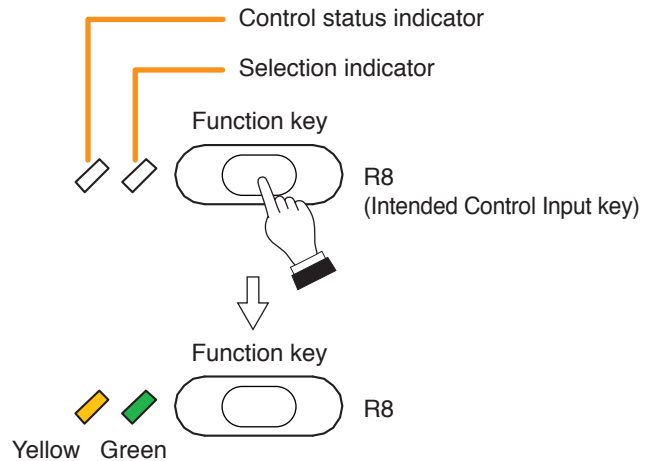 Control status indicator
Selection indicator
Function key
R8
(Intended Control Input key)
Function key
R8
Yellow Green